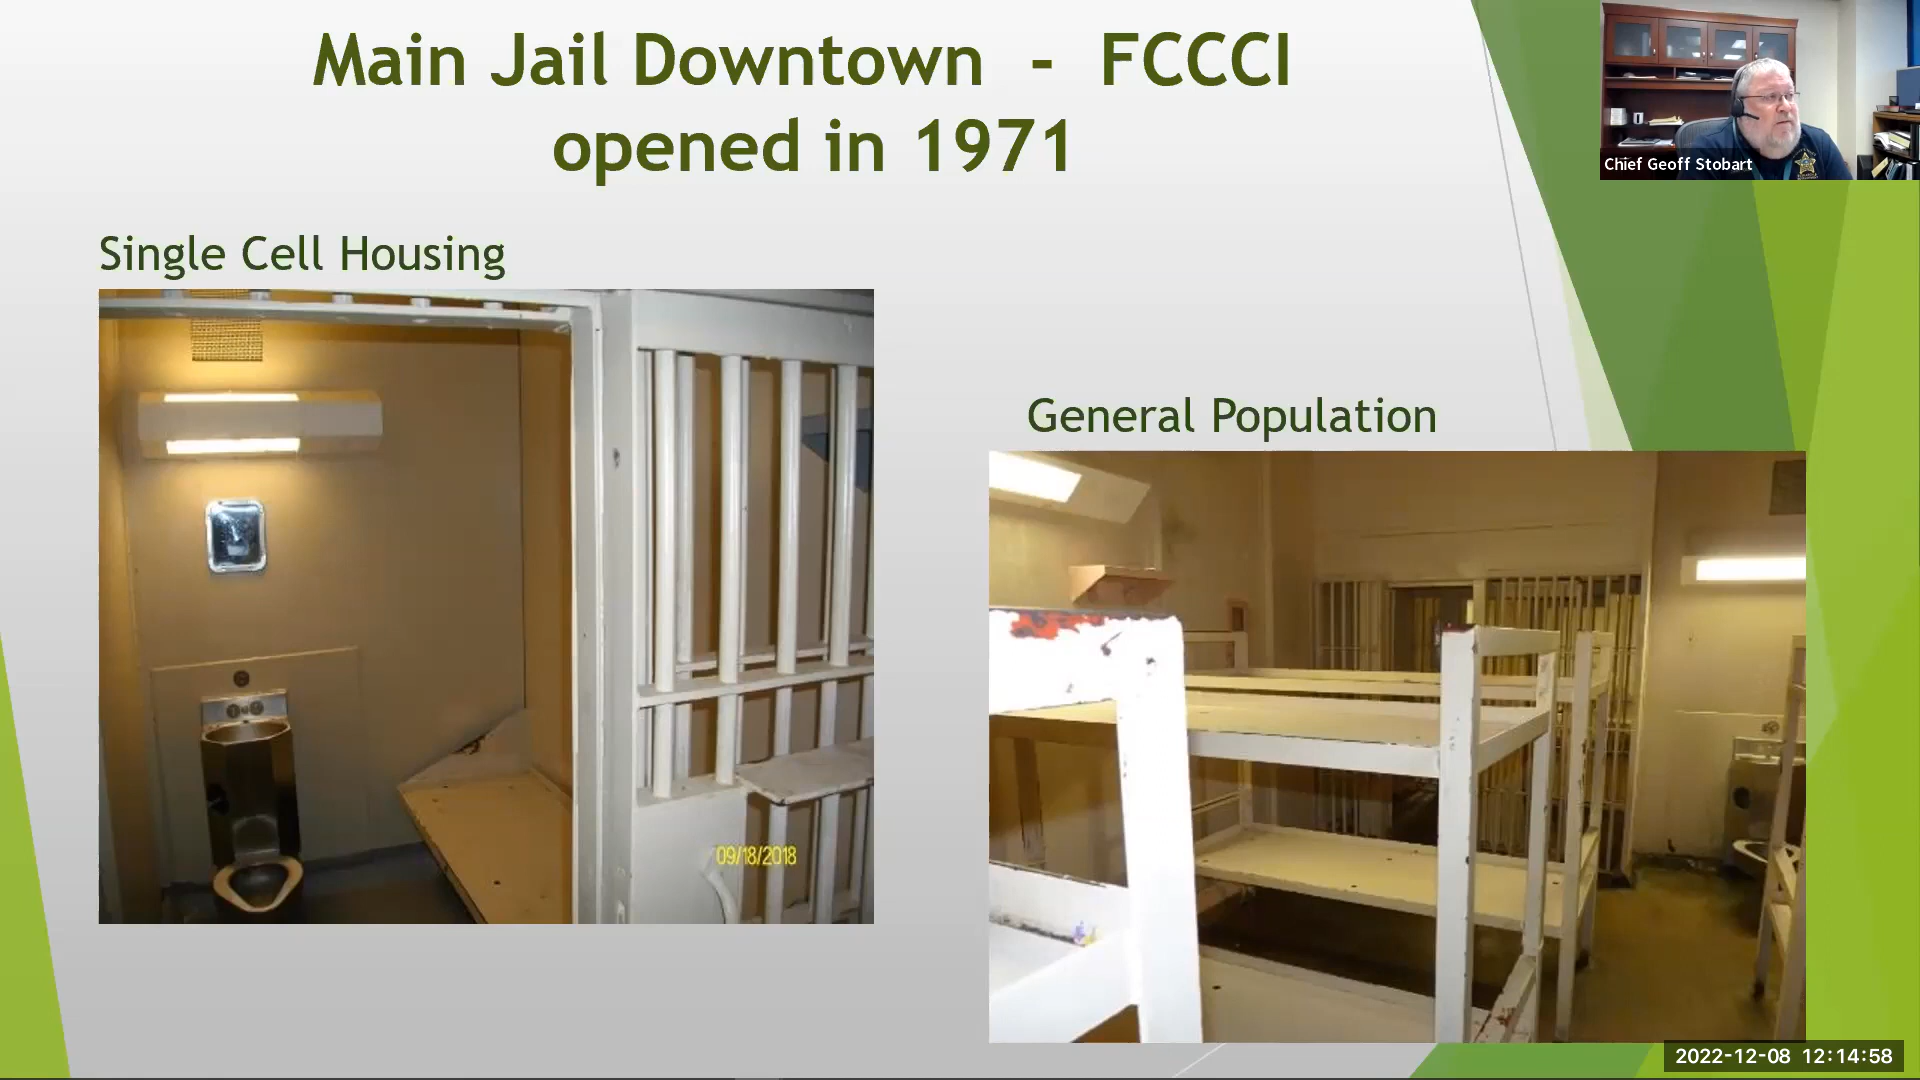 Main Jail Downtown - FCCCI
opened in 1971
Chief Geoff Stobart
Single Cell Housing
General Population
09/18/2018
2022-12-08 12:14:58